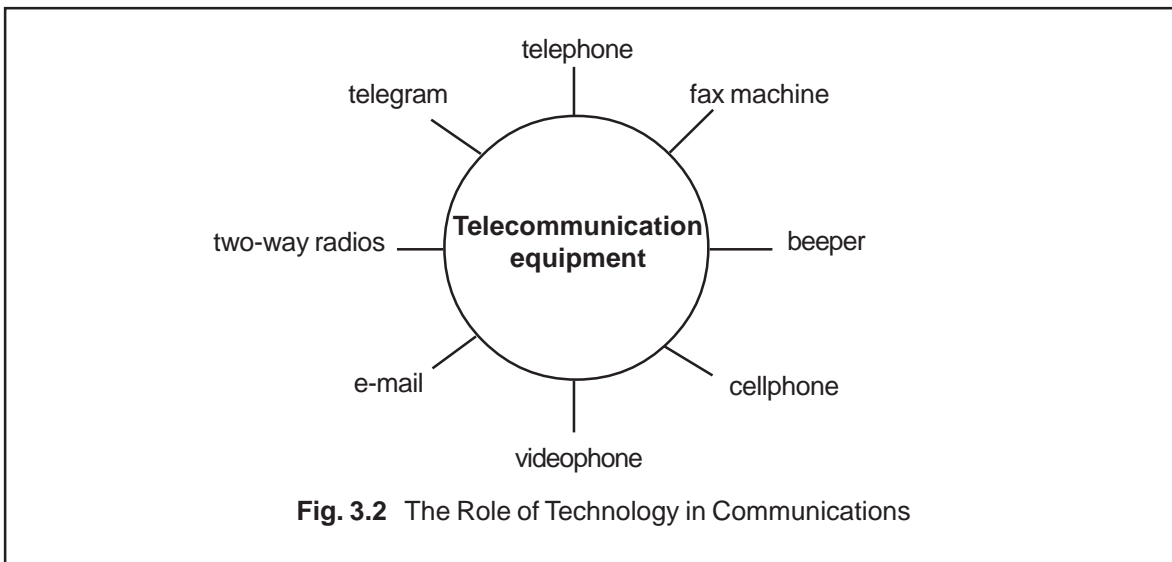 telephone
telegram
fax machine
Telecommunication
equipment
two-way radios
beeper
e-mail
cellphone
videophone
Fig. 3.2 The Role of Technology in Communications